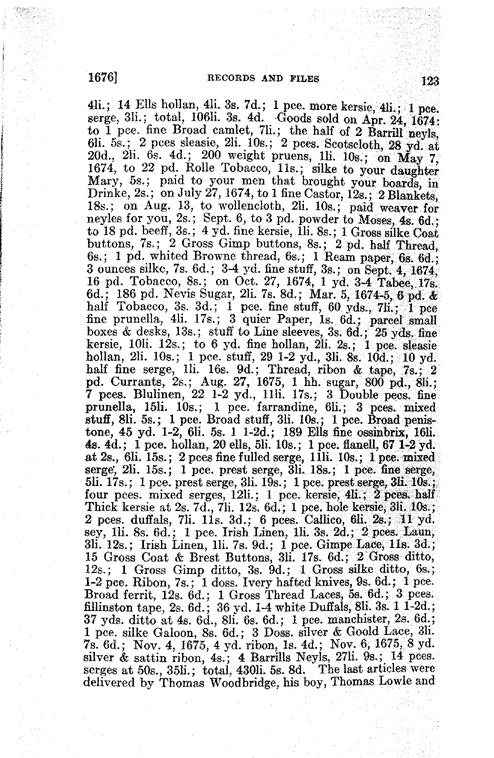 1676] RECORDS AND FILES 123
4li.; 14 Ells hollan, 4li. 3s. 7d.; 1 pce. more kersie, 4li.; 1 pce.
serge, 3li.; total, 106li. 3s. 4d. Goods sold on Apr. 24, 1674:
to 1 pce. fine Broad camlet, 7li.; the half of 2 Barrill neyls,
6li. 5s.; 2 pces sleasie, 2li. 10s.; 2 pces. Scotscloth, 28 yd. at
20d., 2li. 6s. 4d.; 200 weight pruens, 1li. 10s.; on May 7,
1674, to 22 pd. Rolle Tobacco, 11s.; silke to your daughter
Mary, 5s.; paid to your men that brought your boards, in
Drinke, 2s.; on July 27, 1674, to 1 fine Castor, 12s.; 2 Blankets,
18s.; on Aug. 13, to wollencloth, 2li. 10s.; paid weaver for
neyles for you, 2s.; Sept. 6, to 3 pd. powder to Moses, 4s. 6d.;
to 18 pd. beeff, 3s.; 4 yd. fine kersie, 1li. 8s.; 1 Gross silke Coat
buttons, 7s.; 2 Gross Gimp buttons, 8s.; 2 pd. half Thread,
6s.; 1 pd. whited Browne thread, 6s.; 1 Ream paper, 6s. 6d.;
3 ounces silke, 7s. 6d.; 3-4 yd. fine stuff, 3s.; on Sept. 4, 1674,
16 pd. Tobacco, 8s.; on Oct. 27, 1674, 1 yd. 3-4 Tabee, 17s.
6d.; 186 pd. Nevis Sugar, 2li. 7s. 8d.; Mar. 5, 1674-5, 6 pd. &
half Tobacco, 3s. 3d.; 1 pce. fine stuff, 60 yds., 7li.; 1 pce
fine prunella, 4li. 17s.; 3 quier Paper, 1s. 6d.; parcel small
boxes & desks, 13s.; stuff to Line sleeves, 3s. 6d.; 25 yds. fine
kersie, 10li. 12s.; to 6 yd. fine hollan, 2li. 2s.; 1 pce. sleasie
hollan, 2li. 10s.; 1 pce. stuff, 29 1-2 yd., 3li. 8s. 10d.; 10 yd.
half fine serge, 1li. 16s. 9d.; Thread, ribon & tape, 7s.; 2
pd. Currants, 2s.; Aug. 27, 1675, 1 hh. sugar, 800 pd., 8li.;
7 pces. Blulinen, 22 1-2 yd., 11li. 17s.; 3 Double pecs. fine
prunella, 15li. 10s.; 1 pce. farrandine, 6li.; 3 pces. mixed
stuff, 8li. 5s.; 1 pce. Broad stuff, 3li. 10s.; 1 pce. Broad penis-
tone, 45 yd. 1-2, 6li. 5s. 1 1-2d.; 189 Ells fine ossinbrix, 16li.
4s. 4d.; 1 pce. hollan, 20 ells, 5li. 10s.; 1 pce. flanell, 67 1-2 yd.
at 2s., 6li. 15s.; 2 pces fine fulled serge, 11li. 10s.; 1 pce. mixed
serge, 2li. 15s.; 1 pce. prest serge, 3li. 18s.; 1 pce. fine serge,
5li. 17s.; 1 pce. prest serge, 3li. 19s.; 1 pce. prest serge, 3li. 10s.;
four pces. mixed serges, 12li.; 1 pce. kersie, 4li.; 2 pces. half
Thick kersie at 2s. 7d., 7li. 12s. 6d.; 1 pce. hole kersie, 3li. 10s.;
2 pces. duffals, 7li. 11s. 3d.; 6 pces. Callico, 6li. 2s.; 11 yd.
sey, 1li. 8s. 6d.; 1 pce. Irish Linen, 1li. 3s. 2d.; 2 pces. Laun,
3li. 12s.; Irish Linen, 1li. 7s. 9d.; 1 pce. Gimpe Lace, 11s. 3d.;
15 Gross Coat & Brest Buttons, 3li. 17s. 6d.; 2 Gross ditto,
12s.; 1 Gross Gimp ditto, 3s. 9d.; 1 Gross silke ditto, 6s.;
1-2 pce. Ribon, 7s.; 1 doss. Ivery hafted knives, 9s. 6d.; 1 pce.
Broad ferrit, 12s. 6d.; 1 Gross Thread Laces, 5s. 6d.; 3 pces.
fillinston tape, 2s. 6d.; 36 yd. 1-4 white Duffals, 8li. 3s. 1 1-2d.;
37 yds. ditto at 4s. 6d., 8li. 6s. 6d.; 1 pce. manchister, 2s. 6d.;
1 pce. silke Galoon, 8s. 6d.; 3 Doss. silver & Goold Lace, 3li.
7s. 6d.; Nov. 4, 1675, 4 yd. ribon, 1s. 4d.; Nov. 6, 1675, 8 yd.
silver & sattin ribon, 4s.; 4 Barrills Neyls, 27li. 9s.; 14 pces.
serges at 50s., 35li.; total, 430li. 5s. 8d. The last articles were
delivered by Thomas Woodbridge, his boy, Thomas Lowle and